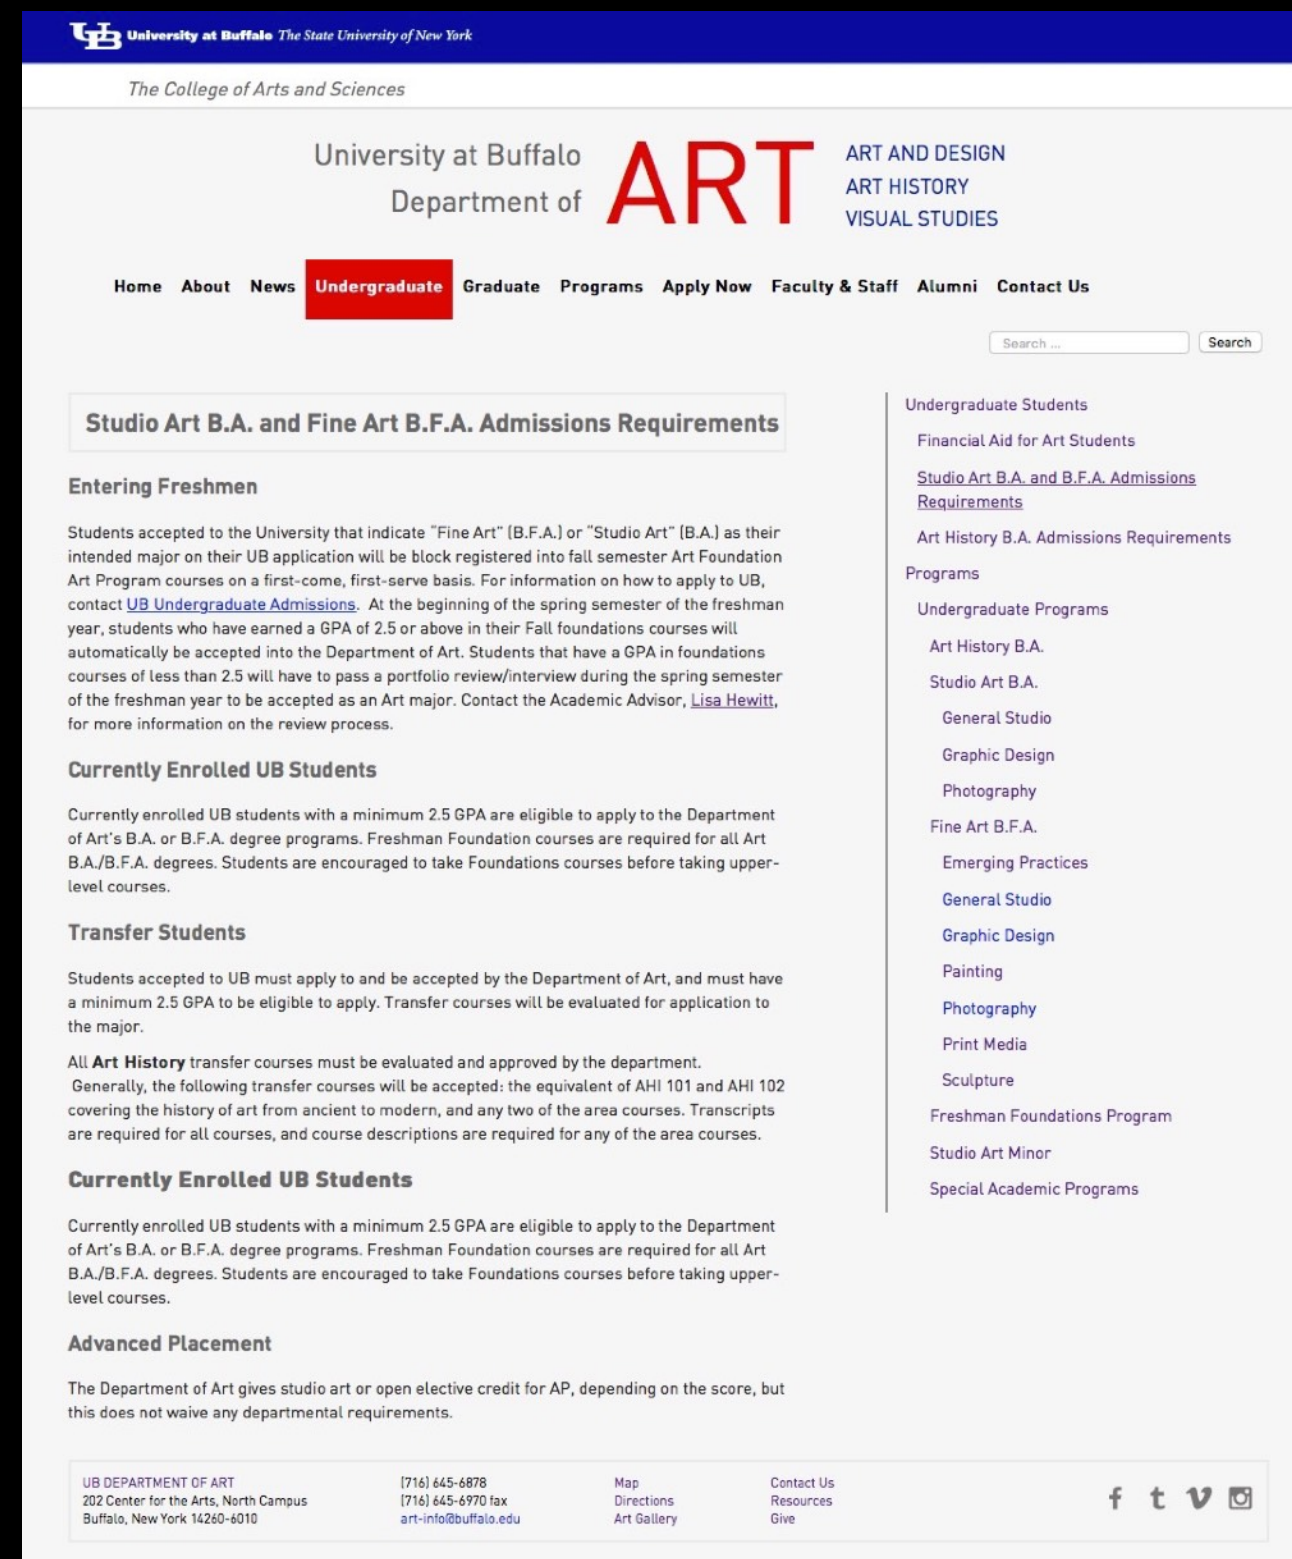 UB University at Buffalo The State University of New York
The College of Arts and Sciences
University at Buffalo
Department of
ART
ART AND DESIGN
ART HISTORY
VISUAL STUDIES
Home About News Undergraduate Graduate Programs Apply Now Faculty & Staff Alumni Contact Us
Search ... Search
Studio Art B.A. and Fine Art B.F.A. Admissions Requirements
Entering Freshmen
Students accepted to the University that indicate "Fine Art" (B.F.A.) or "Studio Art" (B.A.) as their
intended major on their UB application will be block registered into fall semester Art Foundation
Art Program courses on a first-come, first-serve basis. For information on how to apply to UB,
contact UB Undergraduate Admissions. At the beginning of the spring semester of the freshman
year, students who have earned a GPA of 2.5 or above in their Fall foundations courses will
automatically be accepted into the Department of Art. Students that have a GPA in foundations
courses of less than 2.5 will have to pass a portfolio review/interview during the spring semester
of the freshman year to be accepted as an Art major. Contact the Academic Advisor, Lisa Hewitt,
for more information on the review process.
Currently Enrolled UB Students
Currently enrolled UB students with a minimum 2.5 GPA are eligible to apply to the Department
of Art's B.A. or B.F.A. degree programs. Freshman Foundation courses are required for all Art
B.A./B.F.A. degrees. Students are encouraged to take Foundations courses before taking upper-
level courses.
Transfer Students
Students accepted to UB must apply to and be accepted by the Department of Art, and must have
a minimum 2.5 GPA to be eligible to apply. Transfer courses will be evaluated for application to
the major.
All Art History transfer courses must be evaluated and approved by the department.
Generally, the following transfer courses will be accepted: the equivalent of AHI 101 and AHI 102
covering the history of art from ancient to modern, and any two of the area courses. Transcripts
are required for all courses, and course descriptions are required for any of the area courses.
Currently Enrolled UB Students
Currently enrolled UB students with a minimum 2.5 GPA are eligible to apply to the Department
of Art's B.A. or B.F.A. degree programs. Freshman Foundation courses are required for all Art
B.A./B.F.A. degrees. Students are encouraged to take Foundations courses before taking upper-
level courses.
Advanced Placement
The Department of Art gives studio art or open elective credit for AP, depending on the score, but
this does not waive any departmental requirements.
Undergraduate Students
Financial Aid for Art Students
Studio Art B.A. and B.F.A. Admissions
Requirements
Art History B.A. Admissions Requirements
Programs
Undergraduate Programs
Art History B.A.
Studio Art B.A.
General Studio
Graphic Design
Photography
Fine Art B.F.A.
Emerging Practices
General Studio
Graphic Design
Painting
Photography
Print Media
Sculpture
Freshman Foundations Program
Studio Art Minor
Special Academic Programs
UB DEPARTMENT OF ART
202 Center for the Arts, North Campus
Buffalo, New York 14260-6010
(716) 645-6878
(716) 645-6970 fax
art-info@buffalo.edu
Map
Directions
Art Gallery
Contact Us
Resources
Give